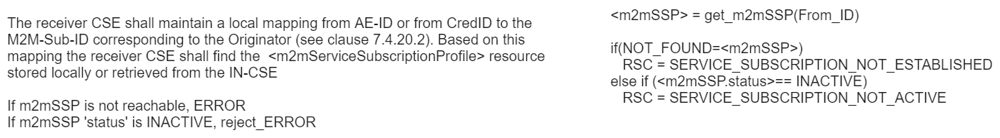 The receiver CSE shall maintain a local mapping from AE-ID or from CredID to the
M2M-Sub-ID corresponding to the Originator (see clause 7.4.20.2). Based on this
mapping the receiver CSE shall find the  <m2mServiceSubscriptionProfile> resource
stored locally or retrieved from the IN-CSE
If m2mSSP is not reachable, ERROR
If m2mSSP 'status' is INACTIVE, reject_ERROR
<m2mSSP> = get_m2mSSP(From_ID)
if(NOT_FOUND=<m2mSSP>)
RSC = SERVICE_SUBSCRIPTION_NOT_ESTABLISHED
else if (<m2mSSP.status>== INACTIVE)
RSC = SERVICE_SUBSCRIPTION_NOT_ACTIVE